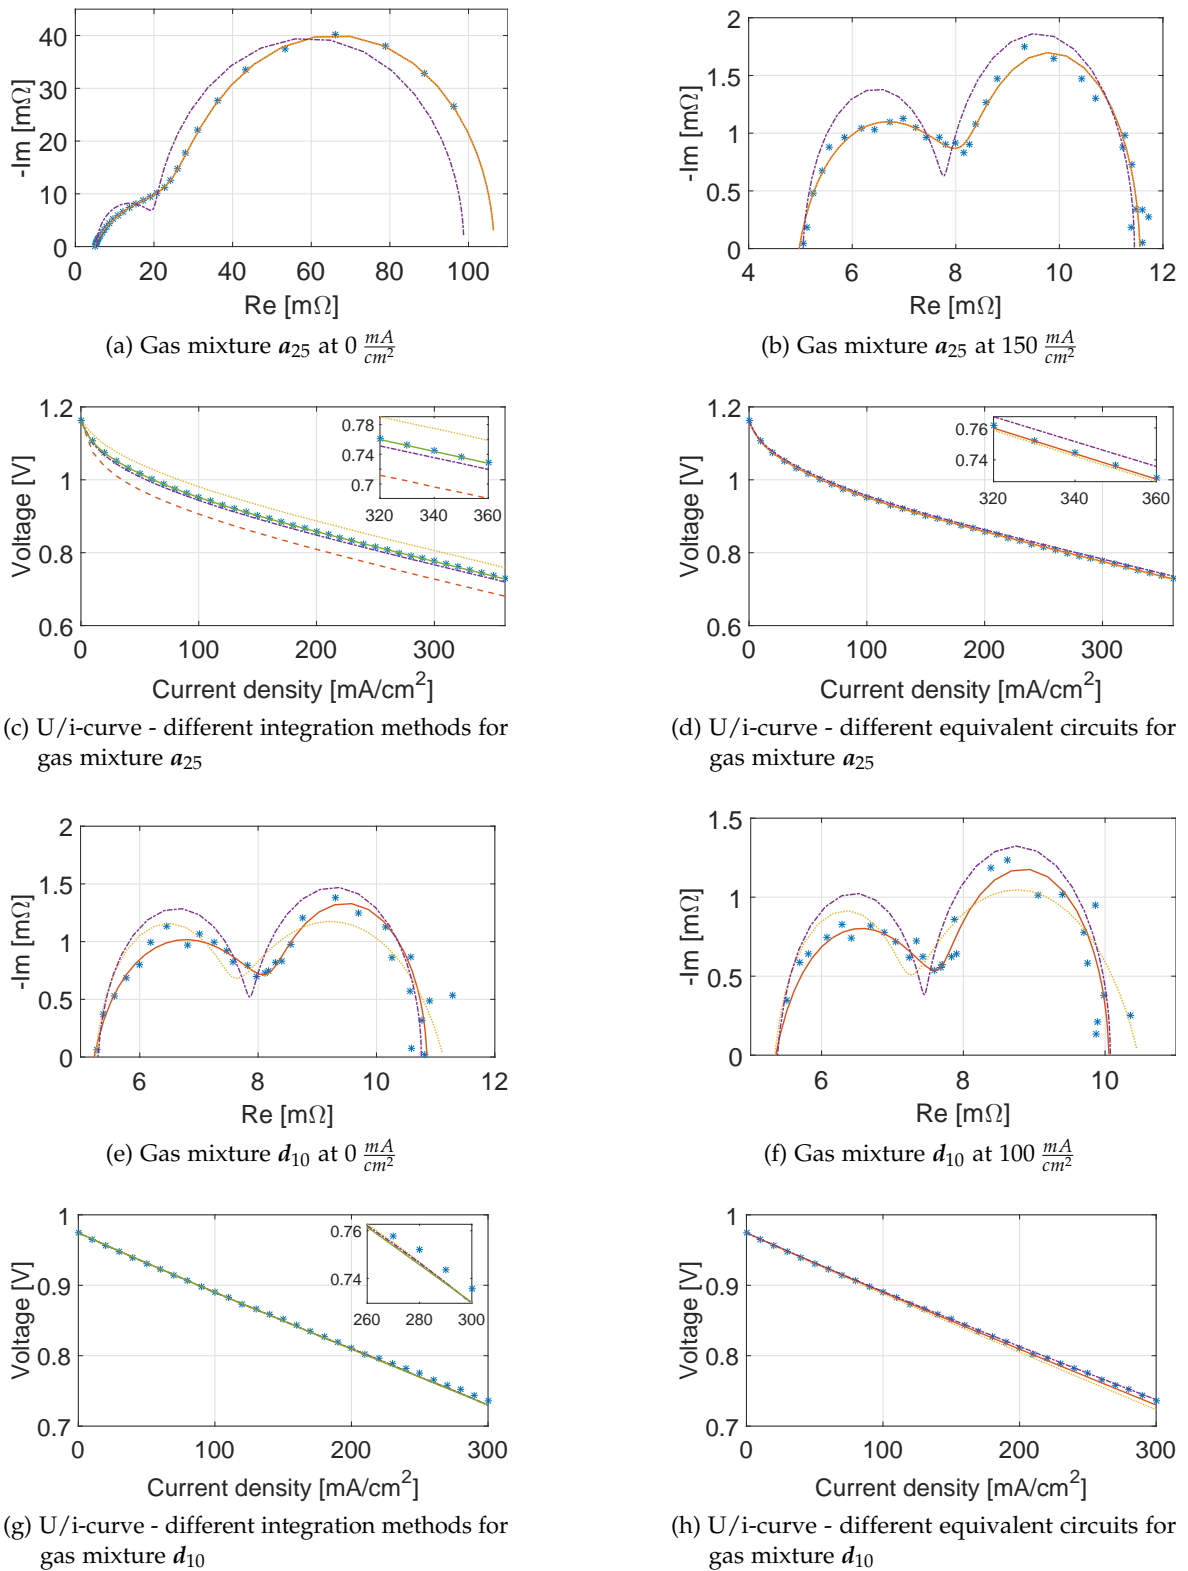 40
30
20
10
0
-Im [mΩ]
0 20 40 60 80 100
Re [mΩ]
(a) Gas mixture a25 at 0 mA/cm²
2
1.5
1
0.5
0
-Im [mΩ]
4 6 8 10 12
Re [mΩ]
(b) Gas mixture a25 at 150 mA/cm²
1.2
1
0.8
0.6
Voltage [V]
0.78
0.74
0.7
320 340 360
0 100 200 300
Current density [mA/cm²]
(c) U/i-curve - different integration methods for
gas mixture a25
1.2
1
0.8
0.6
Voltage [V]
0.76
0.74
320 340 360
0 100 200 300
Current density [mA/cm²]
(d) U/i-curve - different equivalent circuits for
gas mixture a25
2
1.5
1
0.5
0
-Im [mΩ]
6 8 10 12
Re [mΩ]
(e) Gas mixture d10 at 0 mA/cm²
1.5
1
0.5
0
-Im [mΩ]
6 8 10
Re [mΩ]
(f) Gas mixture d10 at 100 mA/cm²
1
0.9
0.8
0.7
Voltage [V]
0.76
0.74
260 280 300
0 100 200 300
Current density [mA/cm²]
(g) U/i-curve - different integration methods for
gas mixture d10
1
0.9
0.8
0.7
Voltage [V]
0 100 200 300
Current density [mA/cm²]
(h) U/i-curve - different equivalent circuits for
gas mixture d10